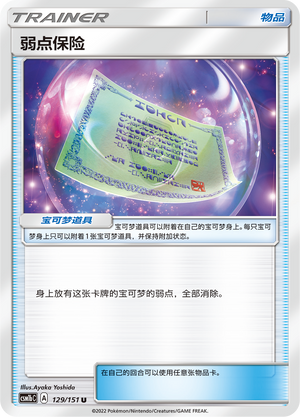 TRAINER 物品
弱点保险
宝可梦道具
宝可梦道具可以附着在自己的宝可梦身上。每只宝可
梦身上只可以附着1张宝可梦道具，并保持附加状态。
身上放有这张卡牌的宝可梦的弱点，全部消除。
Illus.Ayaka Yoshida
在自己的回合可以使用任意张物品卡。
A 129/151 U
©2022 Pokémon/Nintendo/Creatures/GAME FREAK.